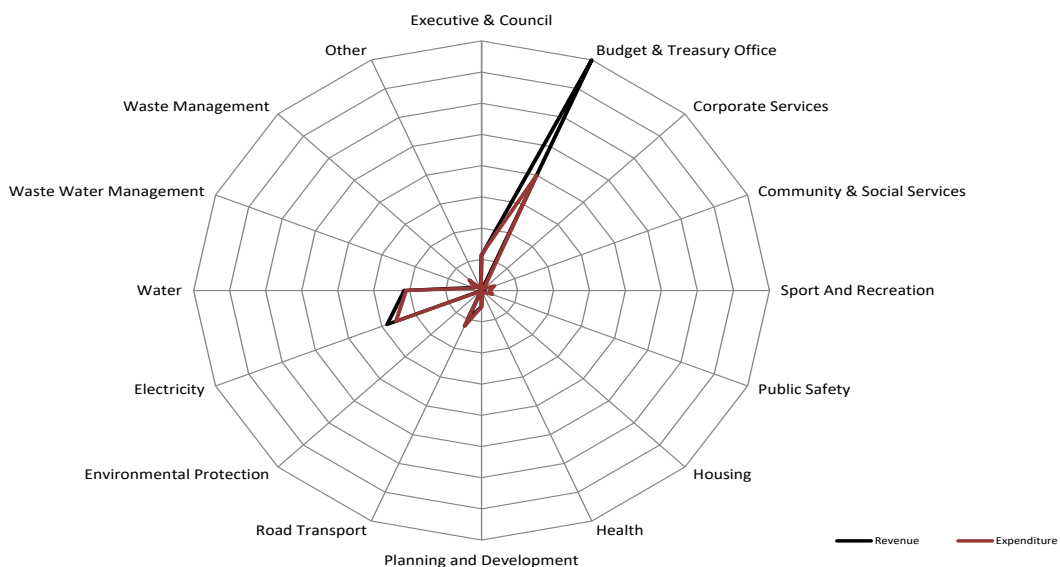 Executive & Council
Other
Budget & Treasury Office
Waste Management
Corporate Services
Waste Water Management
Community & Social Services
Water
Sport And Recreation
Electricity
Public Safety
Environmental Protection
Housing
Road Transport
Health
Planning and Development
Revenue
Expenditure